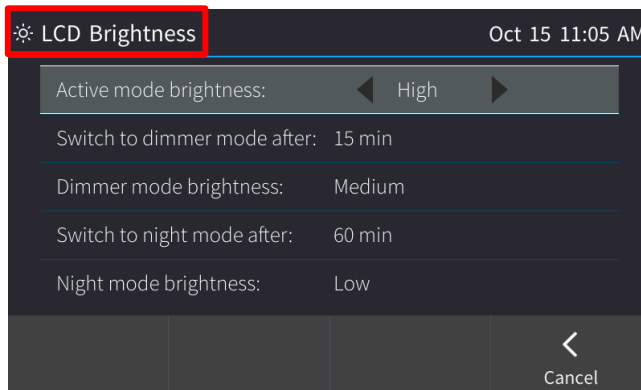 LCD Brightness Oct 15 11:05 AM
Active mode brightness: High
Switch to dimmer mode after: 15 min
Dimmer mode brightness: Medium
Switch to night mode after: 60 min
Night mode brightness: Low
Cancel